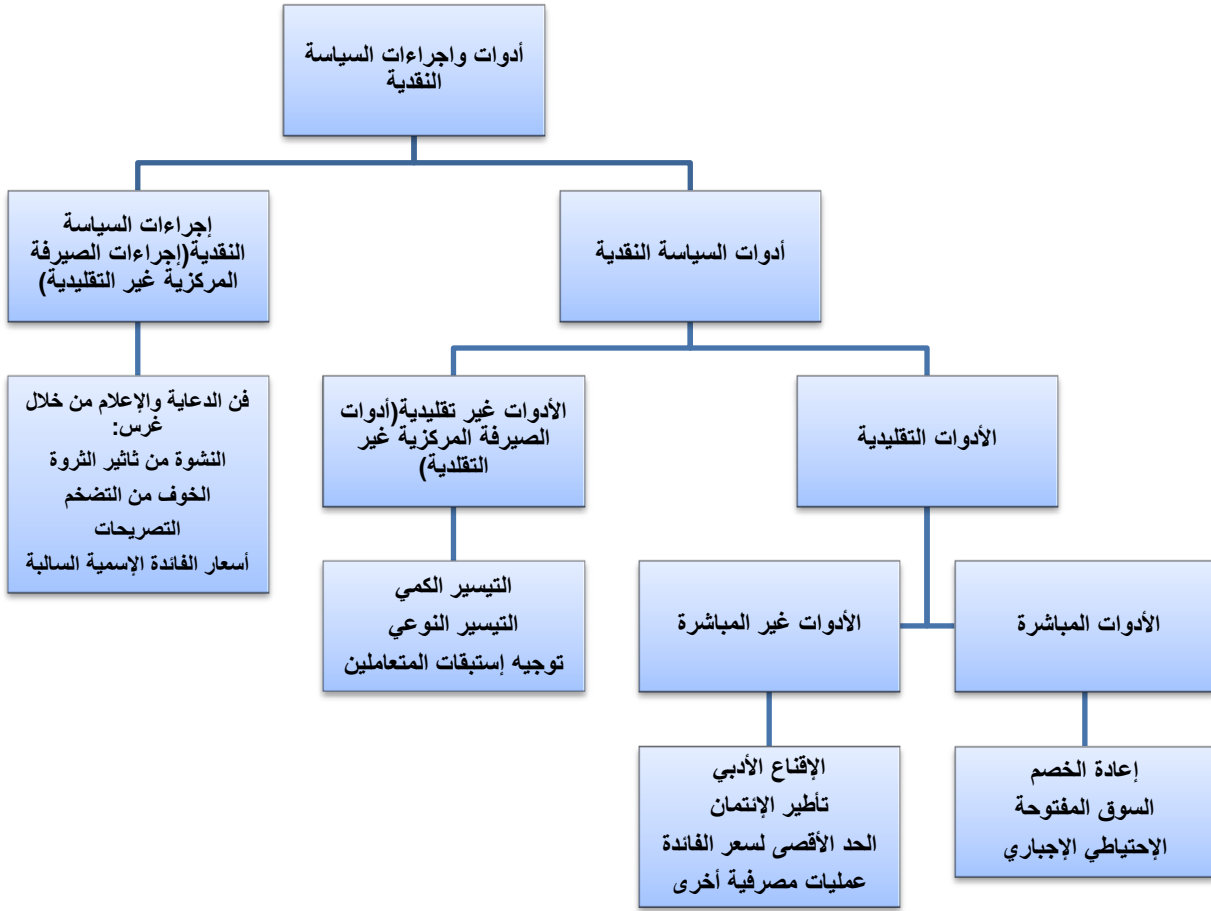 أدوات واجراءات السياسة
النقدية
أدوات السياسة النقدية
إجراءات السياسة
النقدية(إجراءات الصيرفة
المركزية غير التقليدية)
الأدوات التقليدية
الأدوات غير تقليدية(أدوات
الصيرفة المركزية غير
التقلدية)
فن الدعاية والإعلام من خلال
غرس:
النشوة من تاثير الثروة
الخوف من التضخم
التصريحات
أسعار الفائدة الإسمية السالبة
الأدوات المباشرة
الأدوات غير المباشرة
التيسير الكمي
التيسير النوعي
توجيه إستبقات المتعاملين
إعادة الخصم
السوق المفتوحة
الإحتياطي الإجباري
الإقناع الأدبي
تأطير الإئتمان
الحد الأقصى لسعر الفائدة
عمليات مصرفية أخرى